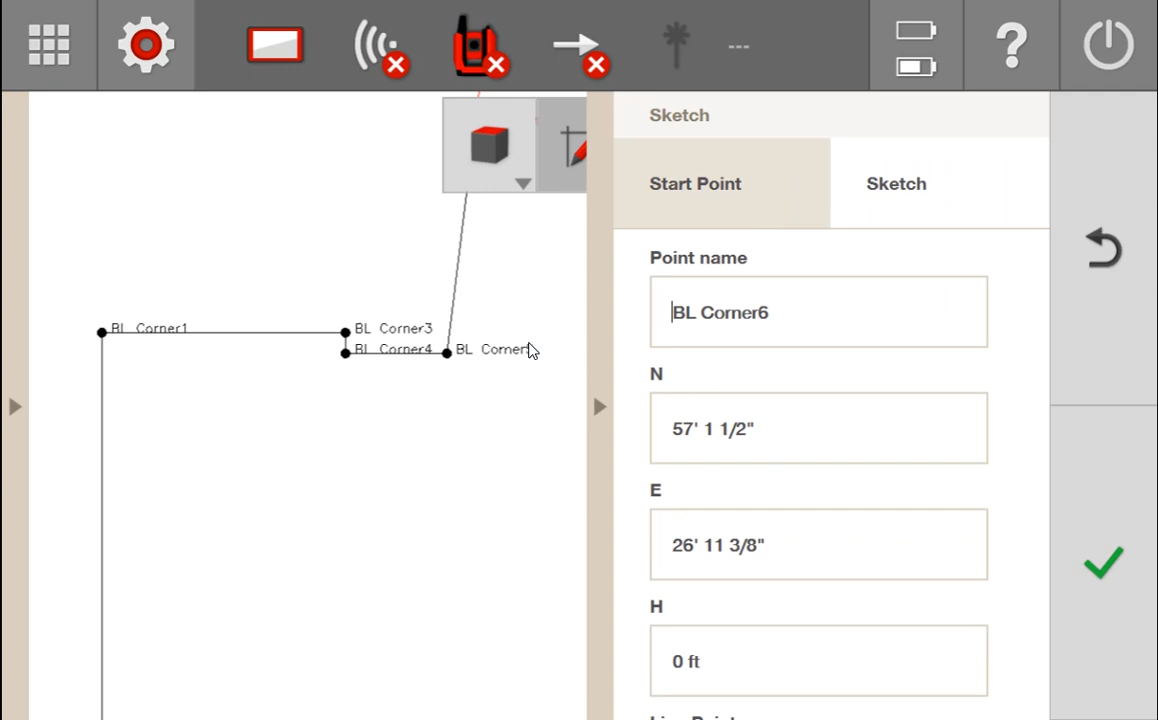 ?
---
Sketch
Start Point
Sketch
Point name
BL Corner6
N
57' 1 1/2"
E
26' 11 3/8"
H
0 ft
BL Corner1
BL Corner3
BL Corner4
BL